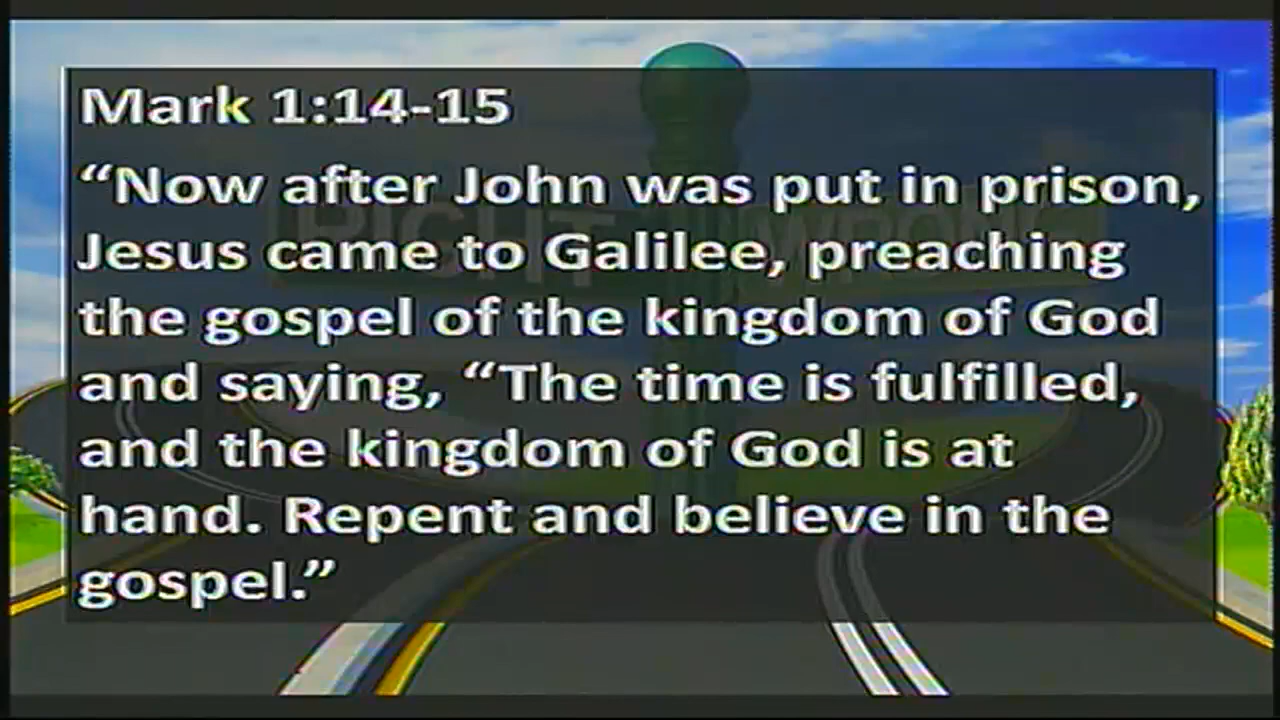 Mark 1:14-15
“Now after John was put in prison,
Jesus came to Galilee, preaching
the gospel of the kingdom of God
and saying, “The time is fulfilled,
and the kingdom of God is at
hand. Repent and believe in the
gospel.”
RIGHT
WRONG